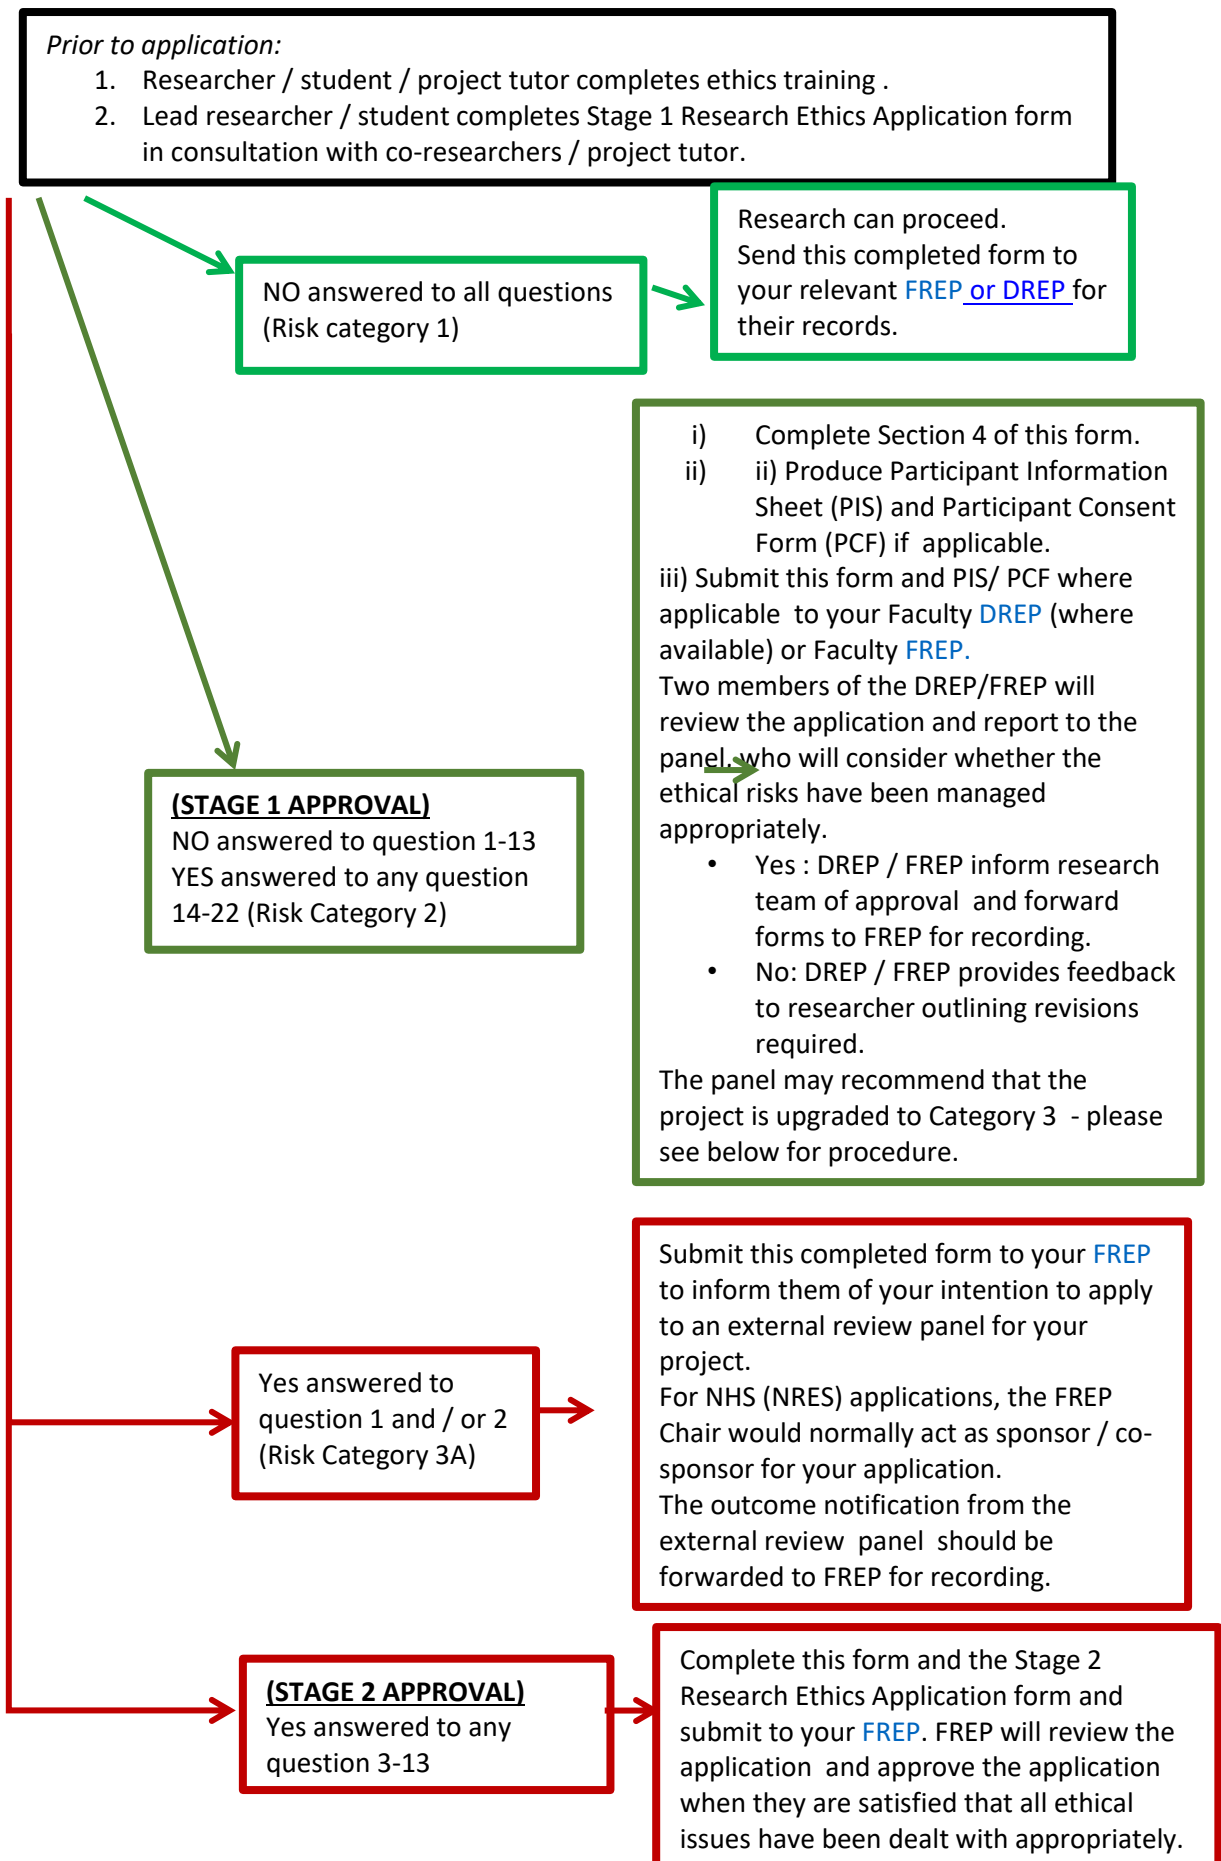 Prior to application:
1. Researcher / student / project tutor completes ethics training .
2. Lead researcher / student completes Stage 1 Research Ethics Application form
in consultation with co-researchers / project tutor.
Research can proceed.
Send this completed form to
your relevant FREP or DREP for
their records.
NO answered to all questions
(Risk category 1)
i) Complete Section 4 of this form.
ii) ii) Produce Participant Information
Sheet (PIS) and Participant Consent
Form (PCF) if applicable.
iii) Submit this form and PIS/ PCF where
applicable to your Faculty DREP (where
available) or Faculty FREP.
Two members of the DREP/FREP will
review the application and report to the
panel, who will consider whether the
ethical risks have been managed
appropriately.
• Yes : DREP / FREP inform research
team of approval and forward
forms to FREP for recording.
• No: DREP / FREP provides feedback
to researcher outlining revisions
required.
The panel may recommend that the
project is upgraded to Category 3 - please
see below for procedure.
(STAGE 1 APPROVAL)
NO answered to question 1-13
YES answered to any question
14-22 (Risk Category 2)
Submit this completed form to your FREP
to inform them of your intention to apply
to an external review panel for your
project.
For NHS (NRES) applications, the FREP
Chair would normally act as sponsor / co-
sponsor for your application.
The outcome notification from the
external review panel should be
forwarded to FREP for recording.
Yes answered to
question 1 and / or 2
(Risk Category 3A)
(STAGE 2 APPROVAL)
Yes answered to any
question 3-13
Complete this form and the Stage 2
Research Ethics Application form and
submit to your FREP. FREP will review the
application and approve the application
when they are satisfied that all ethical
issues have been dealt with appropriately.